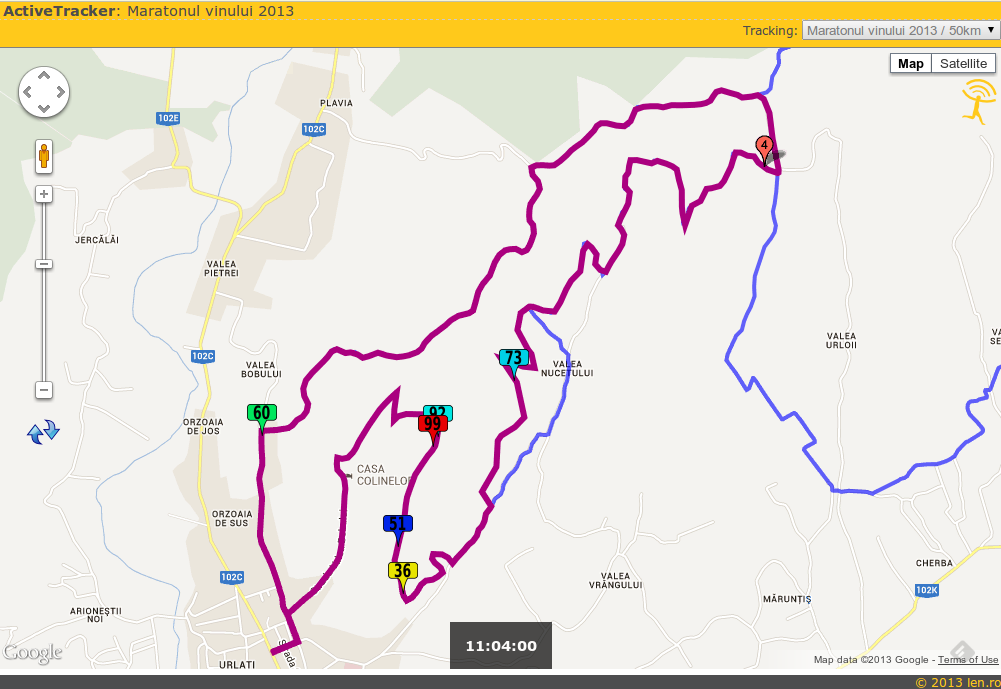 ActiveTracker: Maratonul vinului 2013
Tracking: Maratonul vinului 2013 / 50km
Map Satellite
PLAVIA
102E
102C
4
JERCĂLĂI
VALEA
PIETREI
VALEA
URLOII
102C
VALEA
BOBULUI
73
VALEA
NUCETULUI
60
92
99
ORZOAIA
DE JOS
CASA
COLINELOR
ORZOAIA
DE SUS
51
36
102C
CHERBA
VALEA
VRÂNGULUI
102K
MĂRUNȚIȘ
ARIONEȘTII
NOI
11:04:00
Google
URLATI
Map data ©2013 Google - Terms of Use
© 2013 len.ro